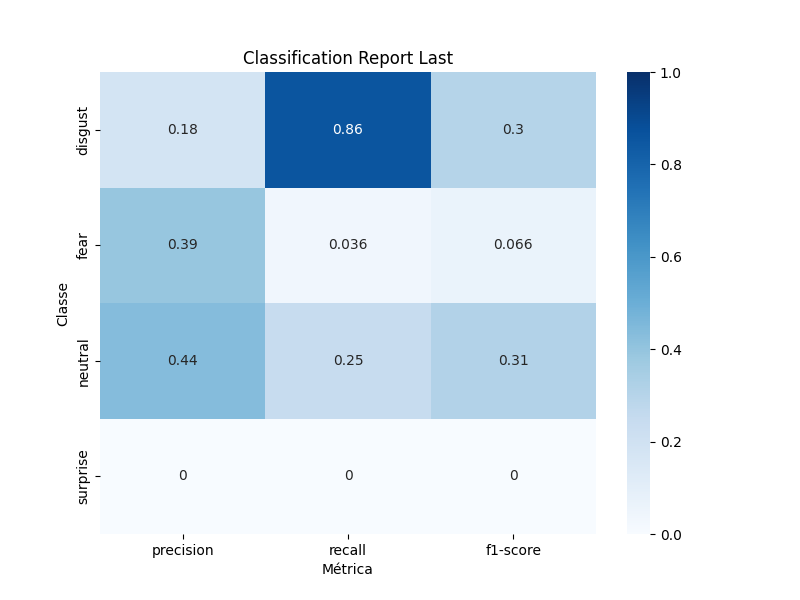 Classification Report Last
Classe
disgust 0.18 0.86 0.3
fear 0.39 0.036 0.066
neutral 0.44 0.25 0.31
surprise 0 0 0
precision recall f1-score
Métrica
1.0
0.8
0.6
0.4
0.2
0.0